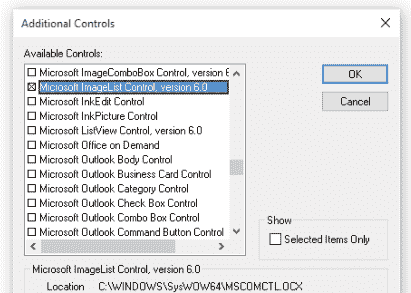 Additional Controls
Available Controls:
Microsoft ImageComboBox Control, version 6
Microsoft ImageList Control, version 6.0
Microsoft InkEdit Control
Microsoft InkPicture Control
Microsoft ListView Control, version 6.0
Microsoft Office on Demand
Microsoft Outlook Body Control
Microsoft Outlook Business Card Control
Microsoft Outlook Category Control
Microsoft Outlook Check Box Control
Microsoft Outlook Combo Box Control
Microsoft Outlook Command Button Control
OK
Cancel
Show
Selected Items Only
Microsoft ImageList Control, version 6.0
Location C:\WINDOWS\SysWOW64\MSCOMCTL.OCX